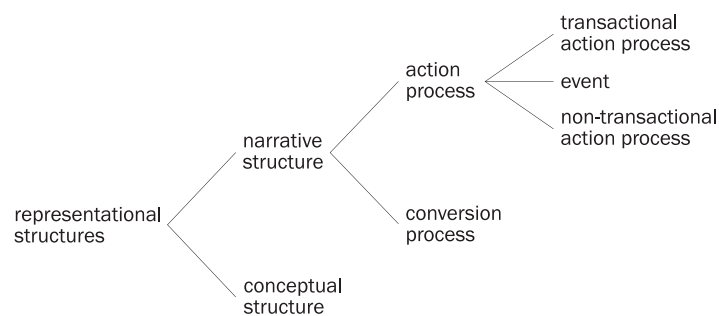 transactional
action process
action
process
event
non-transactional
action process
narrative
structure
representational
structures
conversion
process
conceptual
structure